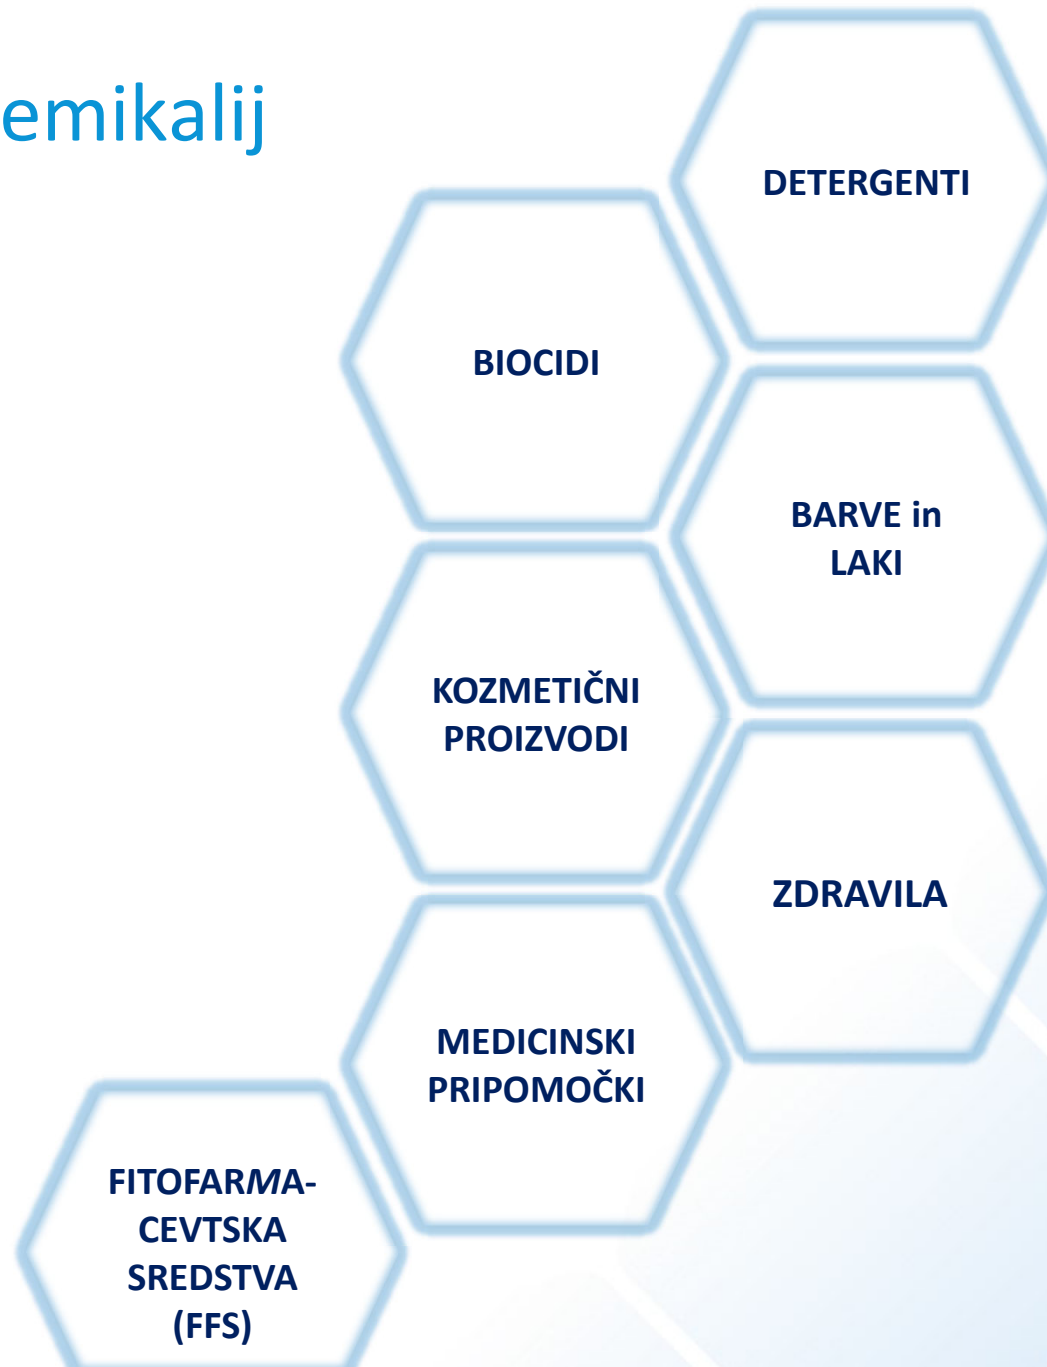 emikalij
DETERGENTI
BIOCIDI
BARVE in
LAKI
KOZMETIČNI
PROIZVODI
ZDRAVILA
MEDICINSKI
PRIPOMOČKI
FITOFARMA-
CEVTSKA
SREDSTVA
(FFS)